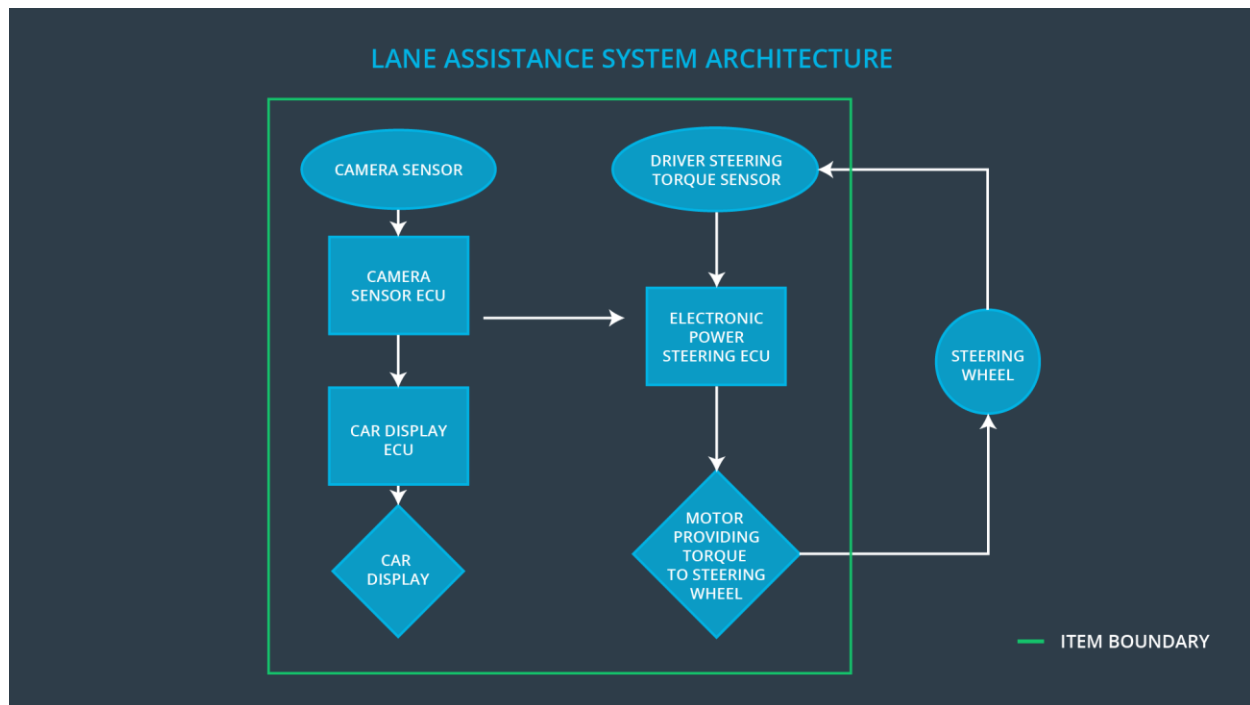 LANE ASSISTANCE SYSTEM ARCHITECTURE
CAMERA SENSOR
DRIVER STEERING
TORQUE SENSOR
CAMERA
SENSOR ECU
ELECTRONIC
POWER
STEERING ECU
STEERING
WHEEL
CAR DISPLAY
ECU
MOTOR
PROVIDING
TORQUE
TO STEERING
WHEEL
CAR
DISPLAY
ITEM BOUNDARY